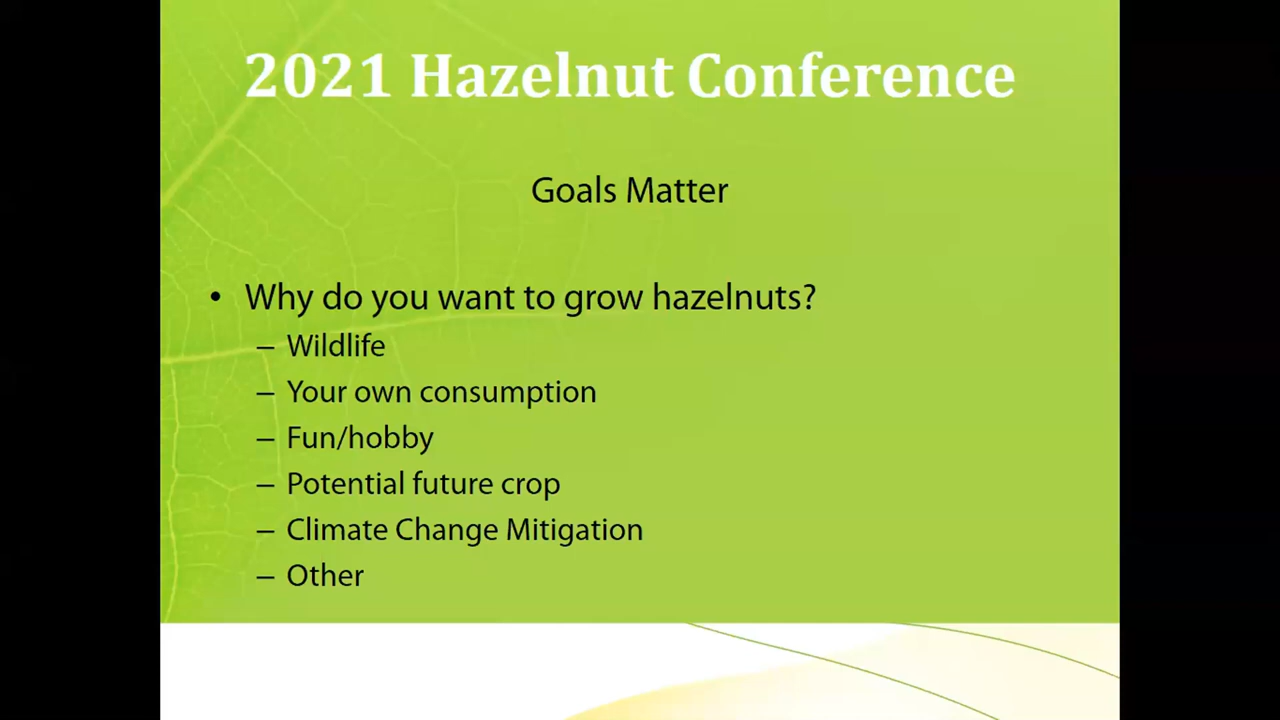 2021 Hazelnut Conference
Goals Matter
• Why do you want to grow hazelnuts?
– Wildlife
– Your own consumption
– Fun/hobby
– Potential future crop
– Climate Change Mitigation
– Other